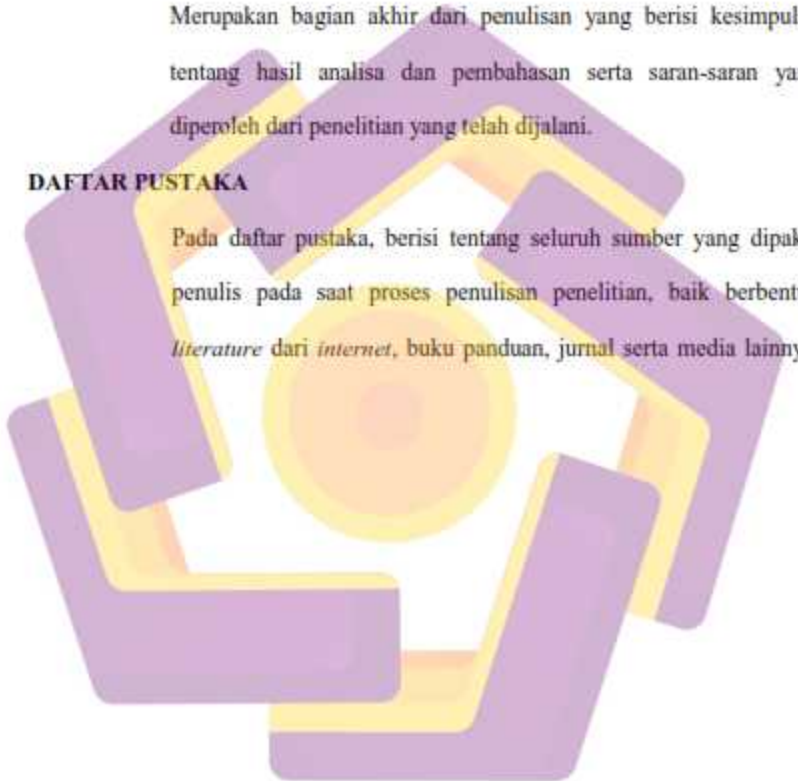 Merupakan bagian akhir dari penulisan yang berisi kesimpul
tentang hasil analisa dan pembahasan serta saran-saran ya
diperoleh dari penelitian yang telah dijalani.
DAFTAR PUSTAKA
Pada daftar pustaka, berisi tentang seluruh sumber yang dipak
penulis pada saat proses penulisan penelitian, baik berbent
literature dari internet, buku panduan, jurnal serta media lainny